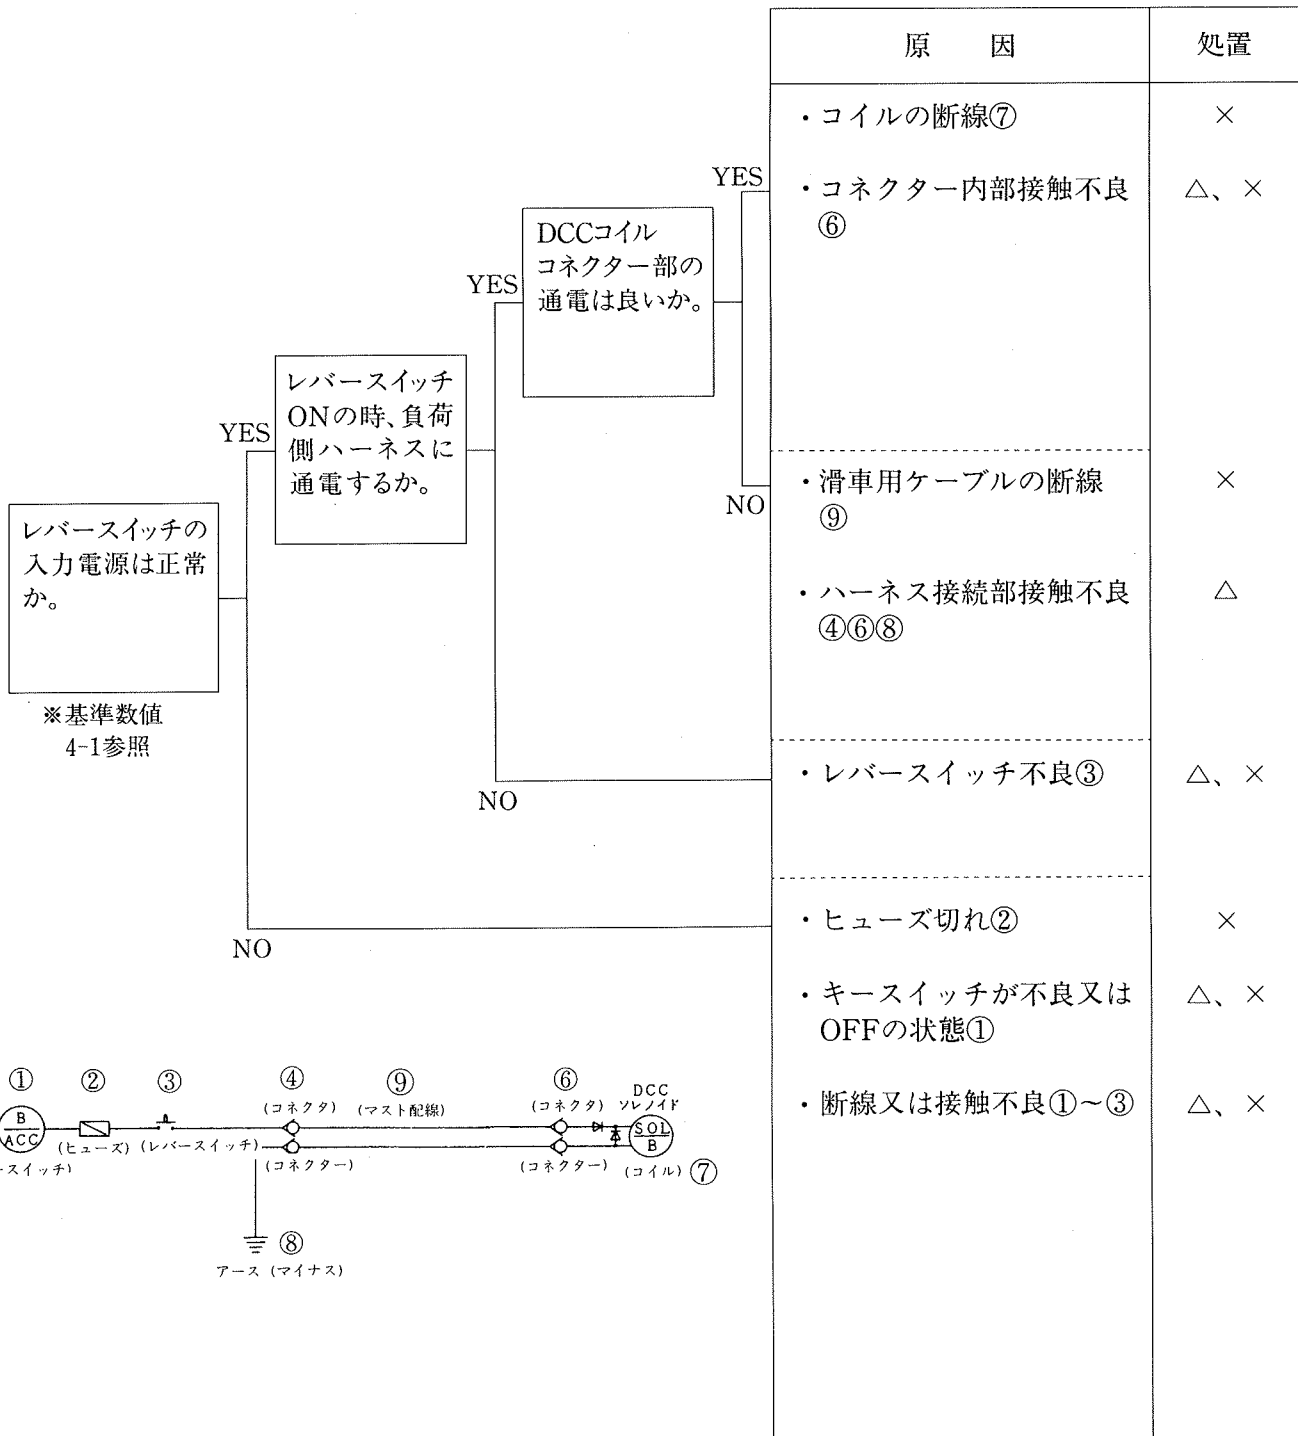 原　因
処置
・コイルの断線⑦
×
YES
・コネクター内部接触不良
△、×
⑥
DCCコイル
コネクター部の
通電は良いか。
YES
レバースイッチ
ONの時、負荷
側ハーネスに
通電するか。
YES
・滑車用ケーブルの断線
×
⑨
NO
レバースイッチの
入力電源は正常
か。
・ハーネス接続部接触不良
△
④⑥⑧
※基準数値
4-1参照
・レバースイッチ不良③
△、×
NO
・ヒューズ切れ②
×
NO
・キースイッチが不良又は
△、×
OFFの状態①
・断線又は接触不良①～③
△、×
① ② ③ ④ ⑨ ⑥
DCC
ソレノイド
(コネクタ) (マスト配線) (コネクタ)
B
ACC
SOL
B
(ヒューズ) (レバースイッチ)
(コネクター) (コネクター) (コイル) ⑦
ースイッチ)
⑧
アース (マイナス)